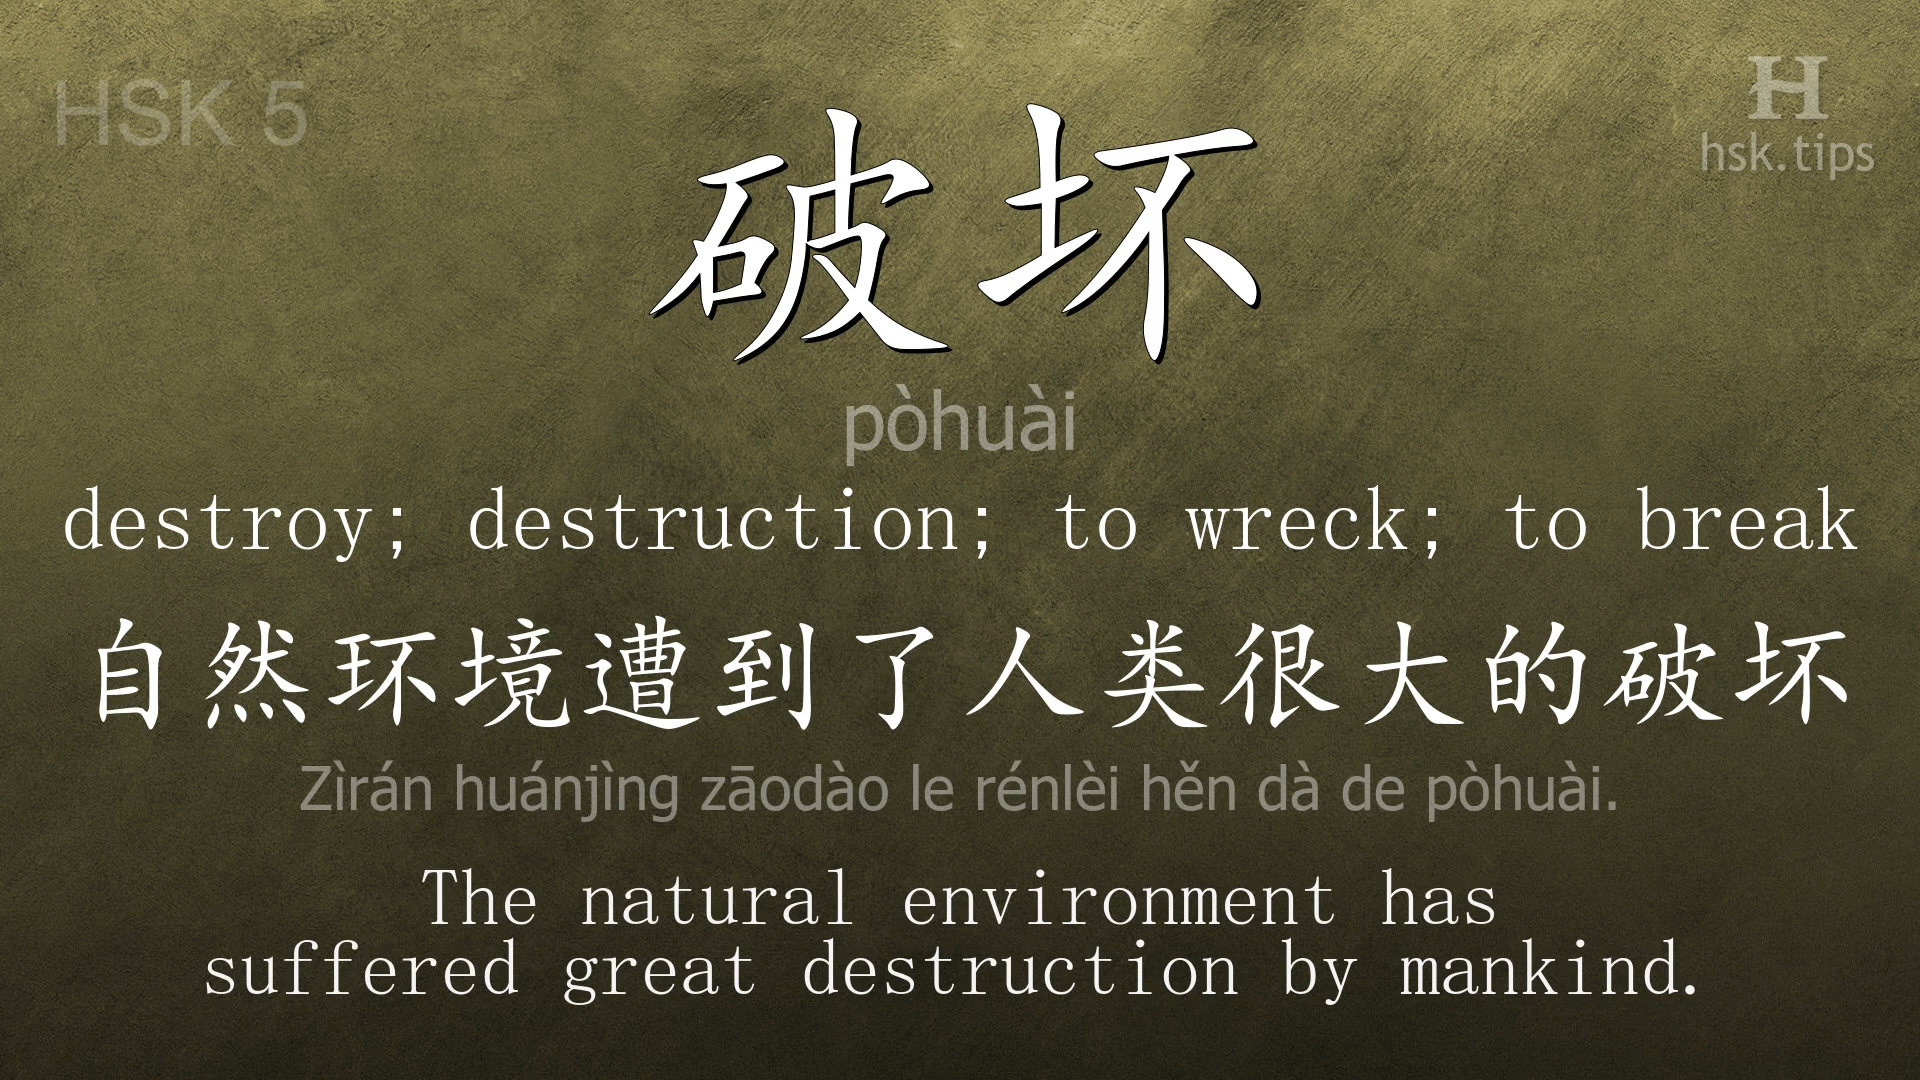 HSK 5
H
hsk.tips
破坏
pòhuài
destroy; destruction; to wreck; to break
自然环境遭到了人类很大的破坏
Zìrán huánjìng zāodào le rénlèi hěn dà de pòhuài.
The natural environment has
suffered great destruction by mankind.